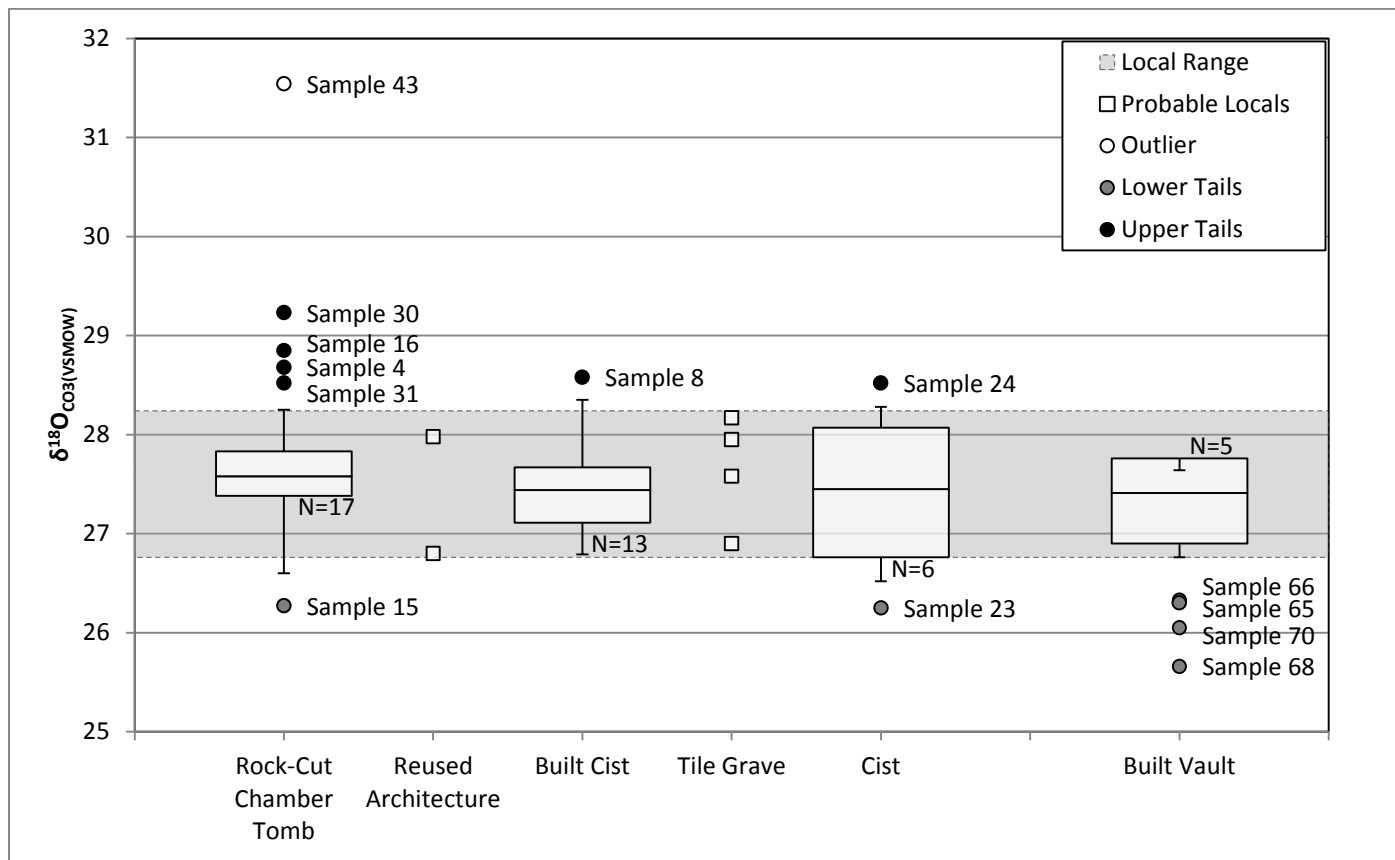 32
31
30
29
28
27
26
25
δ¹⁸O_CO3(VSMOW)
Local Range
Probable Locals
Outlier
Lower Tails
Upper Tails
Sample 43
Sample 30
Sample 16
Sample 4
Sample 31
N=17
Sample 15
Sample 8
N=13
Sample 24
N=6
Sample 23
N=5
Sample 66
Sample 65
Sample 70
Sample 68
Rock-Cut
Chamber
Tomb
Reused
Architecture
Built Cist
Tile Grave
Cist
Built Vault